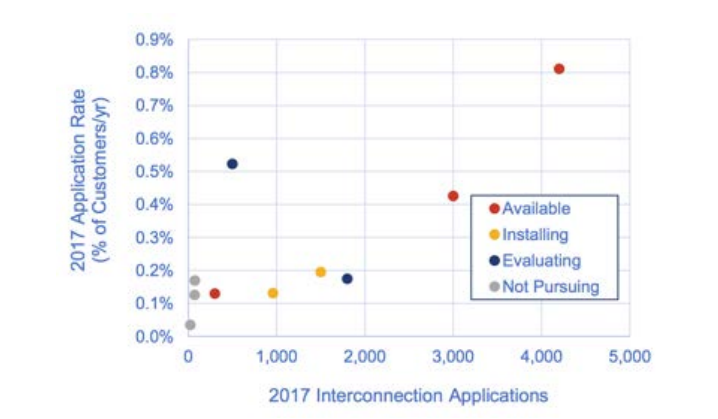 0.9%
0.8%
0.7%
0.6%
0.5%
0.4%
0.3%
0.2%
0.1%
0.0%
2017 Application Rate
(% of Customers/yr)
Available
Installing
Evaluating
Not Pursuing
0 1,000 2,000 3,000 4,000 5,000
2017 Interconnection Applications